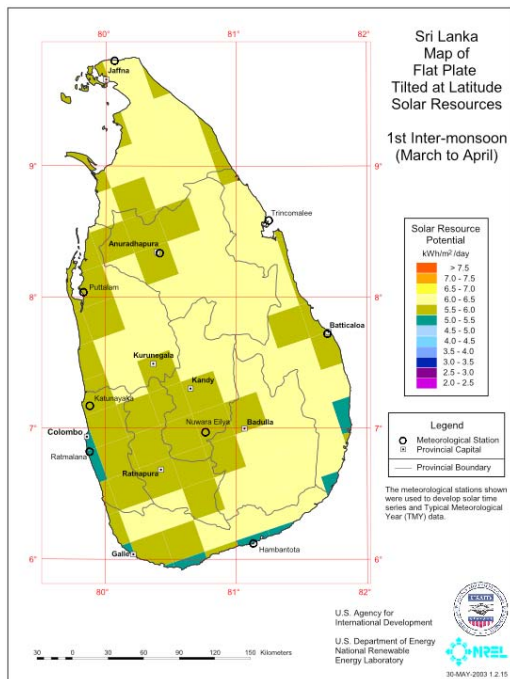 Sri Lanka
Map of
Flat Plate
Tilted at Latitude
Solar Resources
1st Inter-monsoon
(March to April)
80°
81°
82°
Jaffna
9°
9°
Trincomalee
Anuradhapura
8°
8°
Puttalam
Batticaloa
Kurunegala
Kandy
Katunayaka
7°
7°
Colombo
Nuwara Eilya
Badulla
Ratmalana
Ratnapura
6°
6°
Galle
Hambantota
80°
81°
82°
Solar Resource
Potential
kWh/m² /day
> 7.5
7.0 - 7.5
6.5 - 7.0
6.0 - 6.5
5.5 - 6.0
5.0 - 5.5
4.5 - 5.0
4.0 - 4.5
3.5 - 4.0
3.0 - 3.5
2.5 - 3.0
2.0 - 2.5
Legend
Meteorological Station
Provincial Capital
Provincial Boundary
The meteorological stations shown
were used to develop solar time
series and Typical Meteorological
Year (TMY) data.
30 0 30 60 90 120 150 Kilometers
U.S. Agency for
International Development
U.S. Department of Energy
National Renewable
Energy Laboratory
USAID
NREL
30-MAY-2003 1.2.15